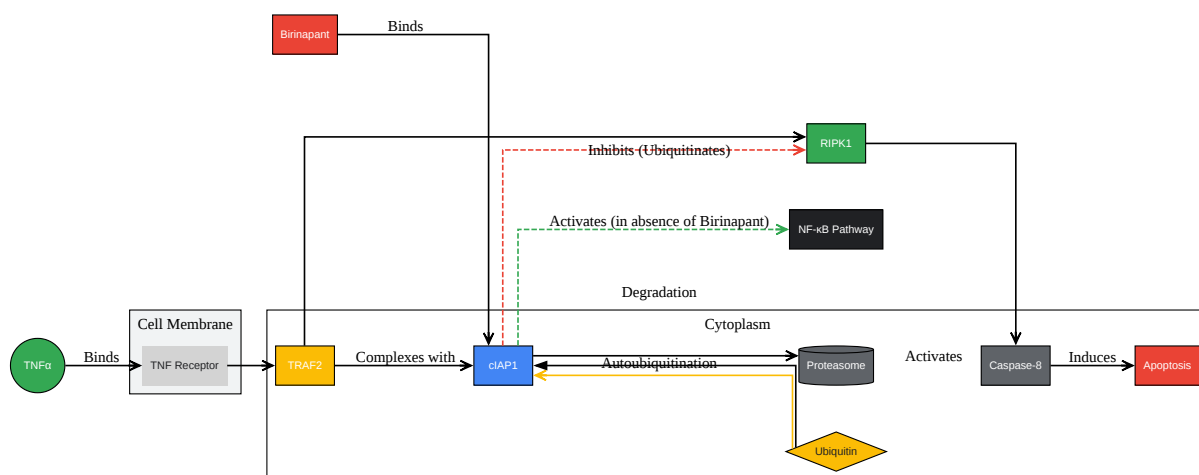 Birinapant
Binds
RIPK1
Inhibits (Ubiquitinates)
Activates (in absence of Birinapant)
NF-κB Pathway
Degradation
Cell Membrane
Cytoplasm
TNFα
Binds
TNF Receptor
TRAF2
Complexes with
cIAP1
Autoubiquitination
Proteasome
Activates
Caspase-8
Induces
Apoptosis
Ubiquitin